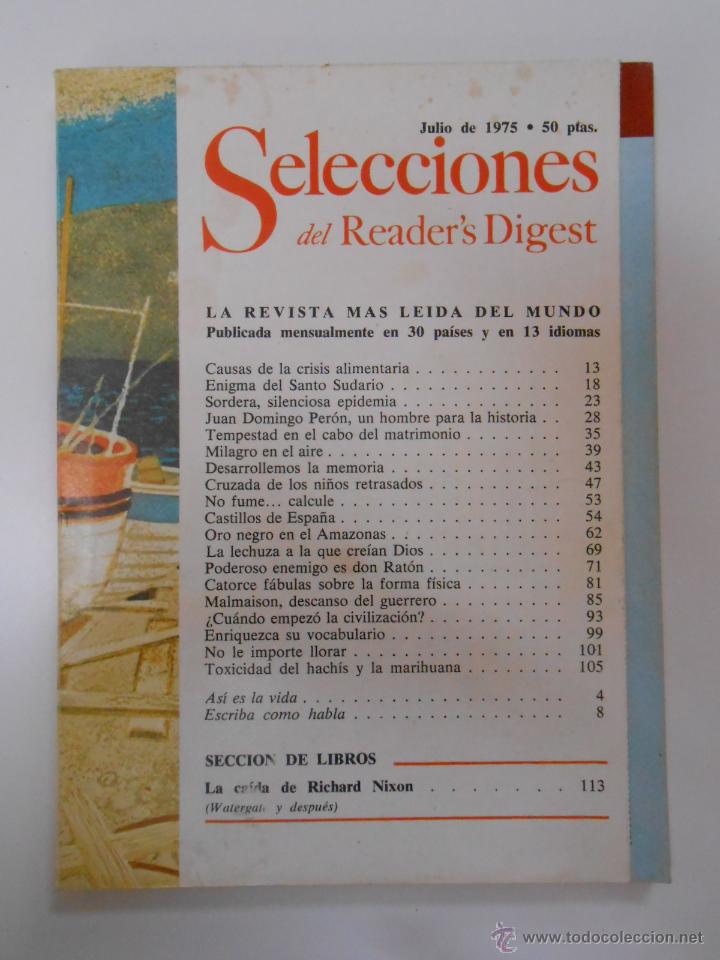 Julio de 1975 • 50 ptas.
Selecciones
del Reader's Digest
LA REVISTA MAS LEIDA DEL MUNDO
Publicada mensualmente en 30 países y en 13 idiomas
Causas de la crisis alimentaria . . . . . . . . . . . . 13
Enigma del Santo Sudario . . . . . . . . . . . . . 18
Sordera, silenciosa epidemia . . . . . . . . . . . . 23
Juan Domingo Perón, un hombre para la historia . . 28
Tempestad en el cabo del matrimonio . . . . . . . . 35
Milagro en el aire . . . . . . . . . . . . . . . . . 39
Desarrollemos la memoria . . . . . . . . . . . . . 43
Cruzada de los niños retrasados . . . . . . . . . . 47
No fume... calcule . . . . . . . . . . . . . . . . 53
Castillos de España . . . . . . . . . . . . . . . . 54
Oro negro en el Amazonas . . . . . . . . . . . . . 62
La lechuza a la que creían Dios . . . . . . . . . . 69
Poderoso enemigo es don Ratón . . . . . . . . . . 71
Catorce fábulas sobre la forma física . . . . . . . . 81
Malmaison, descanso del guerrero . . . . . . . . . . 85
¿Cuándo empezó la civilización? . . . . . . . . . . 93
Enriquezca su vocabulario . . . . . . . . . . . . . 99
No le importe llorar . . . . . . . . . . . . . . . 101
Toxicidad del hachís y la marihuana . . . . . . . . 105
Así es la vida . . . . . . . . . . . . . . . . . . 4
Escriba como habla . . . . . . . . . . . . . . . . 8
SECCION DE LIBROS
La caída de Richard Nixon . . . . . . . 113
(Watergate y después)
www.todocoleccion.net